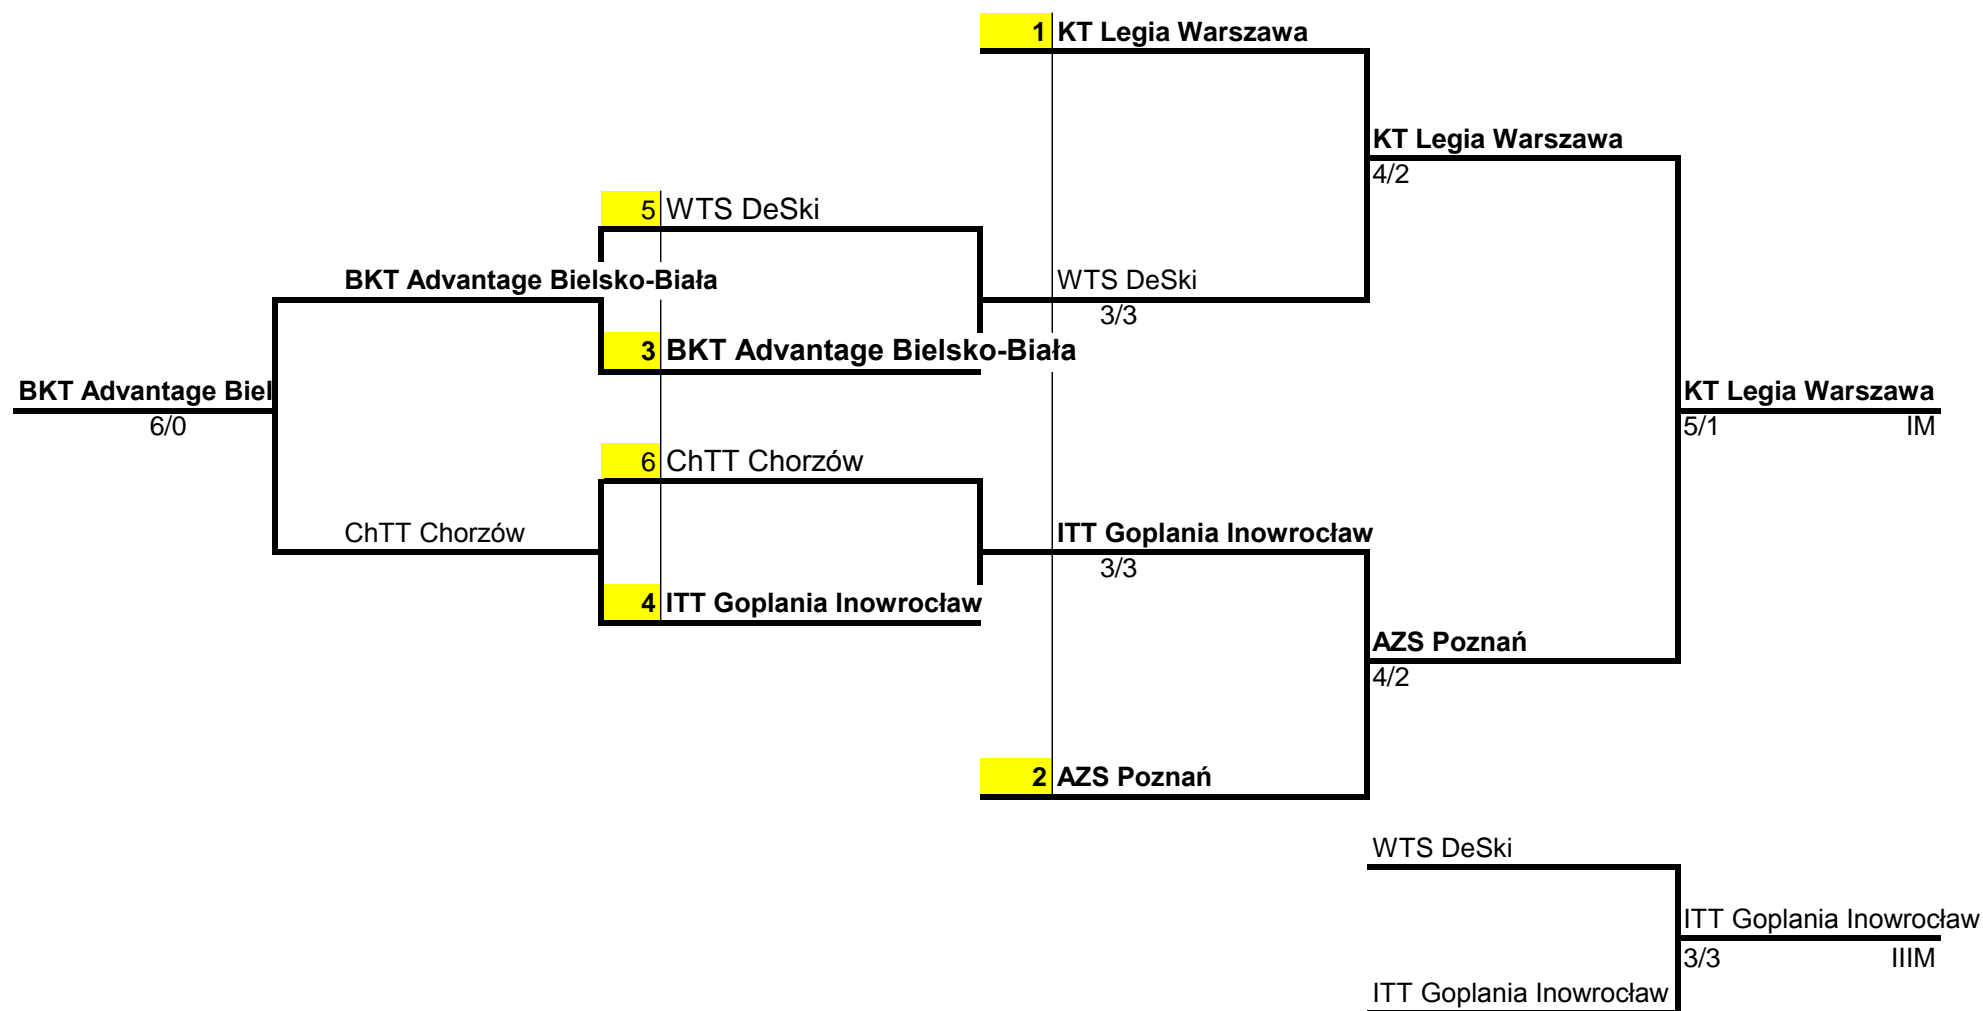 1 KT Legia Warszawa
KT Legia Warszawa
4/2
5 WTS DeSki
BKT Advantage Bielsko-Biała
WTS DeSki
3/3
3 BKT Advantage Bielsko-Biała
BKT Advantage Biel
6/0
KT Legia Warszawa
5/1 IM
6 ChTT Chorzów
ChTT Chorzów
ITT Goplania Inowrocław
3/3
4 ITT Goplania Inowrocław
AZS Poznań
4/2
2 AZS Poznań
WTS DeSki
ITT Goplania Inowrocław
3/3 IIIM
ITT Goplania Inowrocław